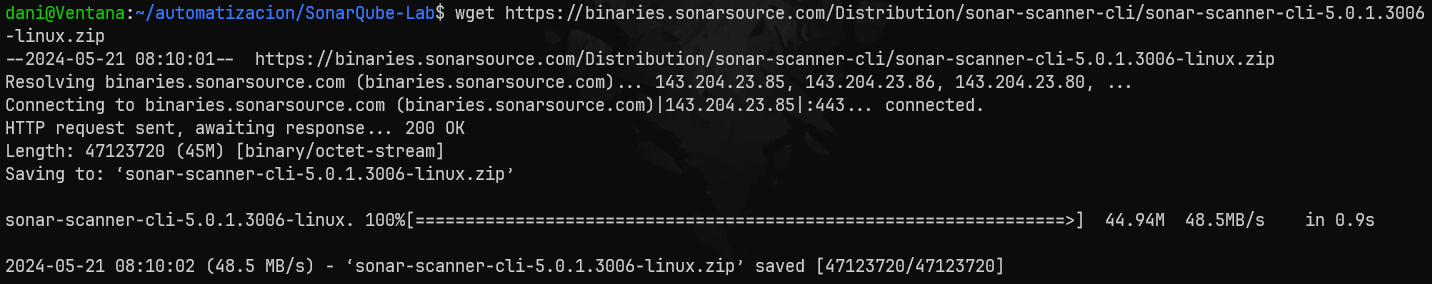 dani@Ventana:~/automatizacion/SonarQube-Lab$ wget https://binaries.sonarsource.com/Distribution/sonar-scanner-cli/sonar-scanner-cli-5.0.1.3006
-linux.zip
--2024-05-21 08:10:01--  https://binaries.sonarsource.com/Distribution/sonar-scanner-cli/sonar-scanner-cli-5.0.1.3006-linux.zip
Resolving binaries.sonarsource.com (binaries.sonarsource.com)... 143.204.23.85, 143.204.23.86, 143.204.23.80, ...
Connecting to binaries.sonarsource.com (binaries.sonarsource.com)|143.204.23.85|:443... connected.
HTTP request sent, awaiting response... 200 OK
Length: 47123720 (45M) [binary/octet-stream]
Saving to: ‘sonar-scanner-cli-5.0.1.3006-linux.zip’

sonar-scanner-cli-5.0.1.3006-linux. 100%[=================================================================>]  44.94M  48.5MB/s    in 0.9s

2024-05-21 08:10:02 (48.5 MB/s) - ‘sonar-scanner-cli-5.0.1.3006-linux.zip’ saved [47123720/47123720]